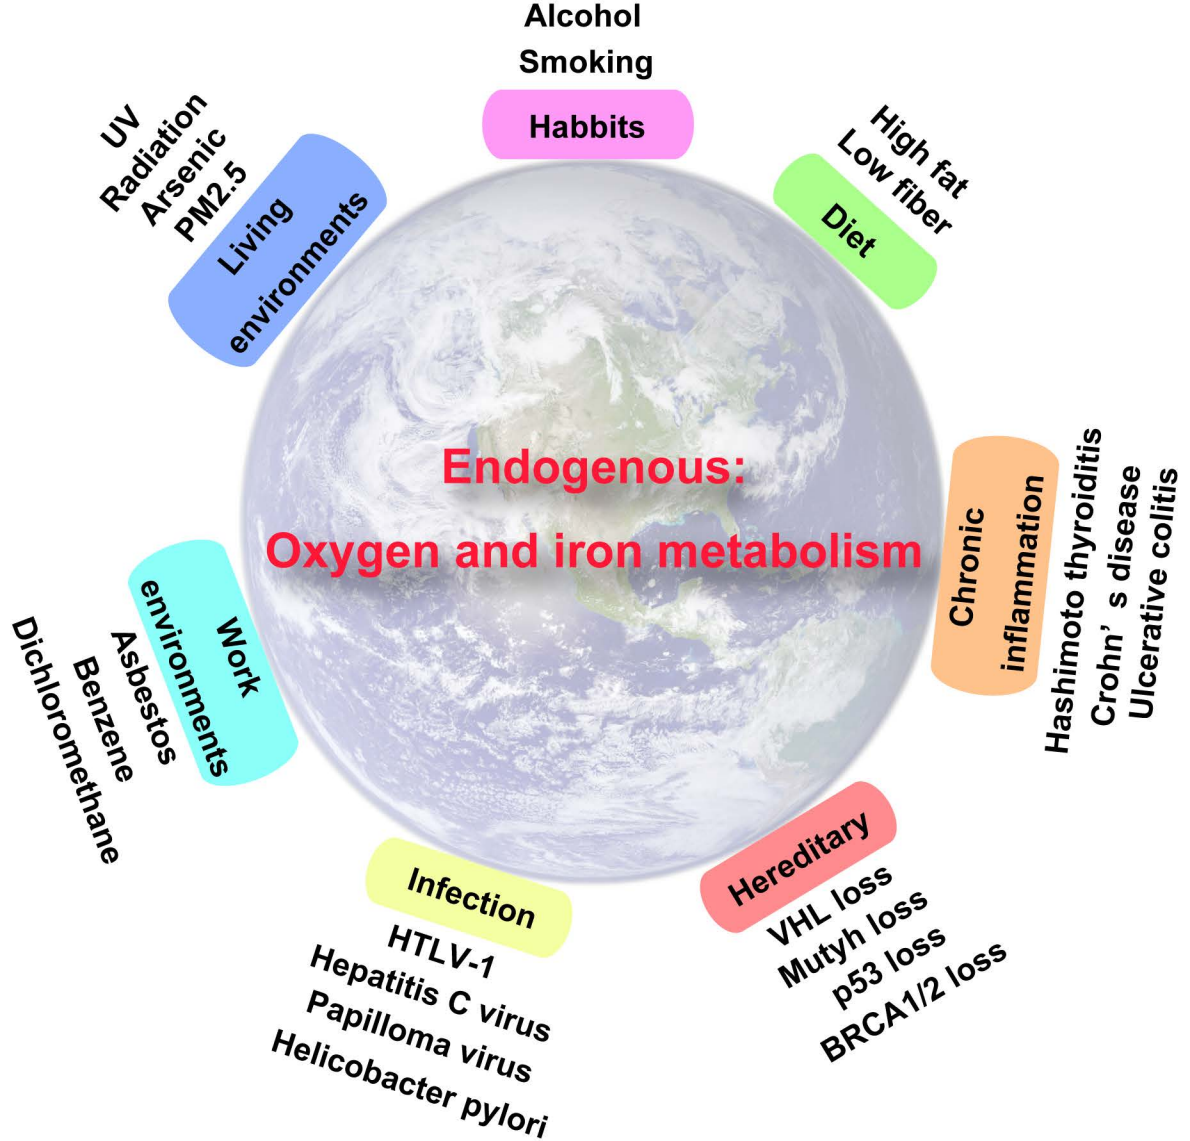 Alcohol
Smoking
Habbits
High fat
Low fiber
Diet
Chronic
inflammation
Hashimoto thyroiditis
Crohn’s disease
Ulcerative colitis
Hereditary
VHL loss
Mutyh loss
p53 loss
BRCA1/2 loss
Infection
HTLV-1
Hepatitis C virus
Papilloma virus
Helicobacter pylori
Work
environments
Asbestos
Benzene
Dichloromethane
UV
Radiation
Arsenic
PM2.5
Living
environments
Endogenous:
Oxygen and iron metabolism